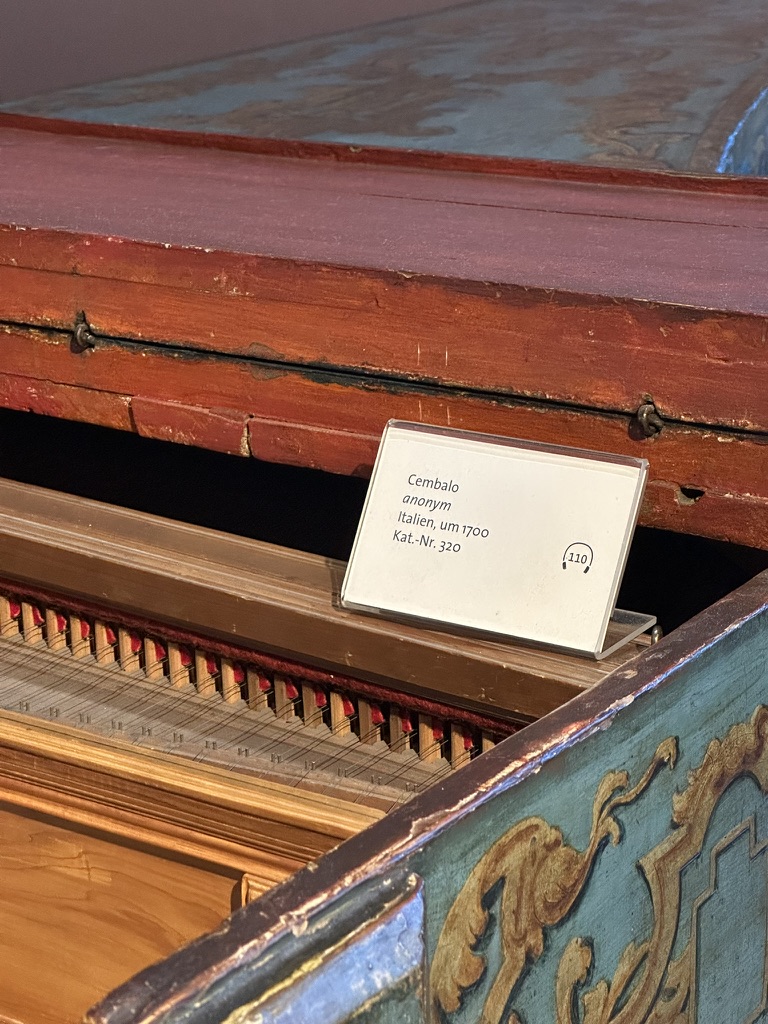 Cembalo
anonym
Italien, um 1700
Kat.-Nr. 320
110